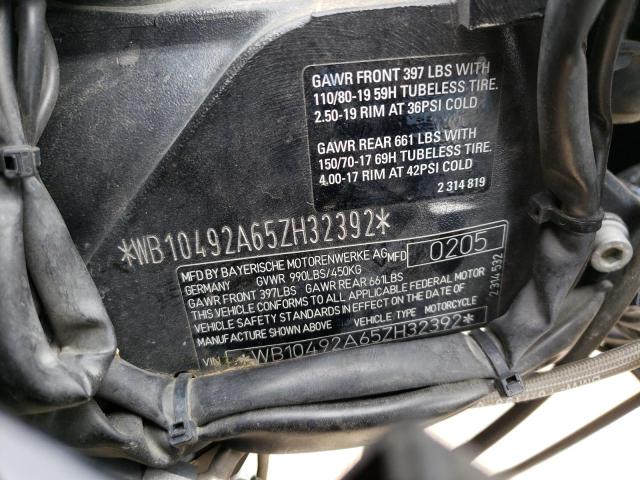 GAWR FRONT 397 LBS WITH
110/80-19 59H TUBELESS TIRE.
2.50-19 RIM AT 36PSI COLD.
GAWR REAR 661 LBS WITH
150/70-17 69H TUBELESS TIRE.
4.00-17 RIM AT 42PSI COLD
2 314 819
*WB10492A65ZH32392*
MFD BY BAYERISCHE MOTORENWERKE AG MFD 0205
GERMANY GVWR 990LBS/450KG
GAWR FRONT 397LBS GAWR REAR 661LBS
THIS VEHICLE CONFORMS TO ALL APPLICABLE FEDERAL MOTOR
VEHICLE SAFETY STANDARDS IN EFFECT ON THE DATE OF
MANUFACTURE SHOWN ABOVE VEHICLE TYPE MOTORCYCLE
VIN *WB10492A65ZH32392*
2 314 532